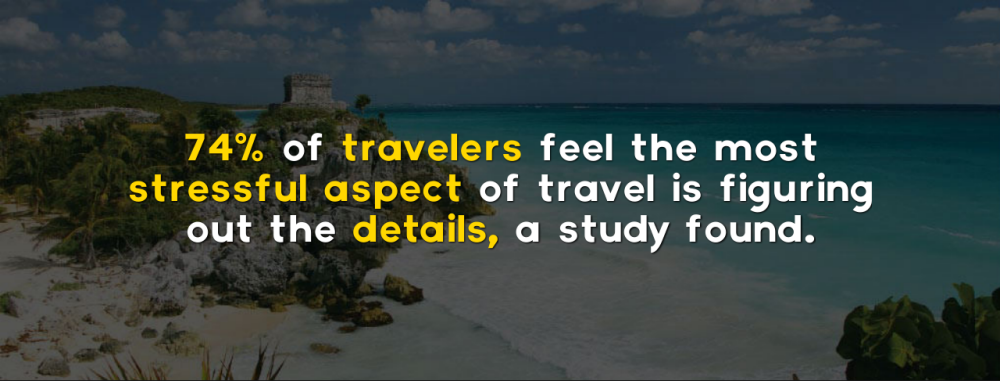 74% of travelers feel the most
stressful aspect of travel is figuring
out the details, a study found.